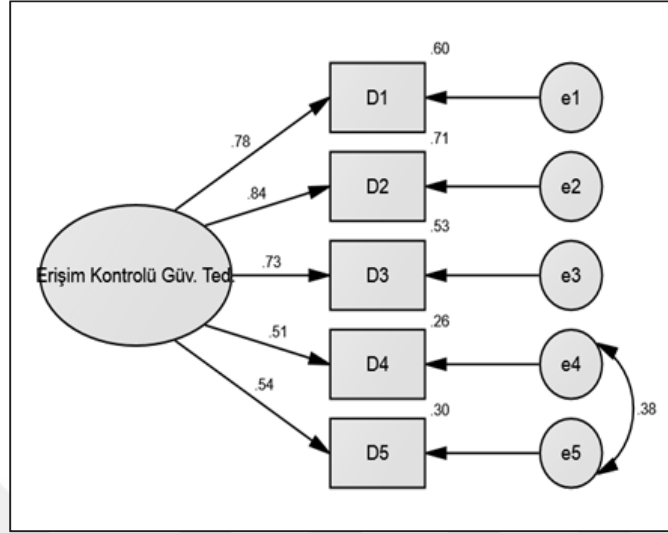 .60
D1
e1
.78
.71
D2
e2
.84
.53
D3
e3
.73
Erişim Kontrolü Güv. Ted.
.26
D4
e4
.51
.38
.54
.30
D5
e5